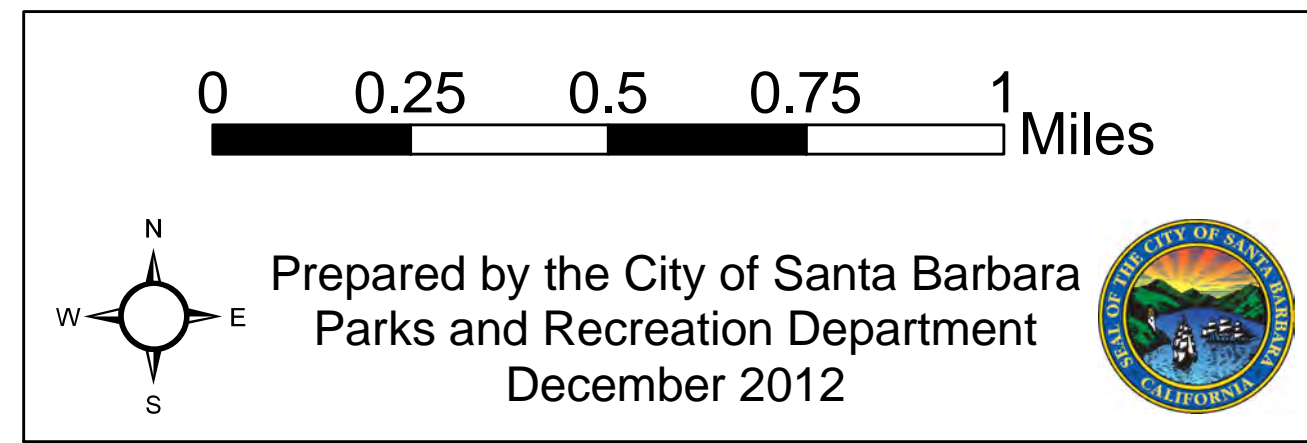 0 0.25 0.5 0.75 1
Miles
N
W E
S
Prepared by the City of Santa Barbara
Parks and Recreation Department
December 2012
SEAL OF THE CITY OF SANTA BARBARA
CALIFORNIA